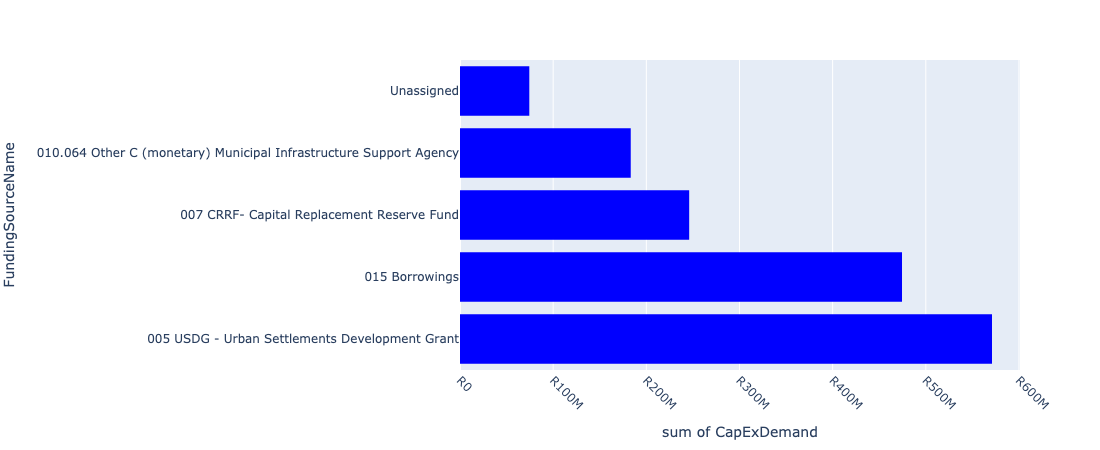 FundingSourceName
Unassigned
010.064 Other C (monetary) Municipal Infrastructure Support Agency
007 CRRF- Capital Replacement Reserve Fund
015 Borrowings
005 USDG - Urban Settlements Development Grant
R0
R100M
R200M
R300M
R400M
R500M
R600M
sum of CapExDemand